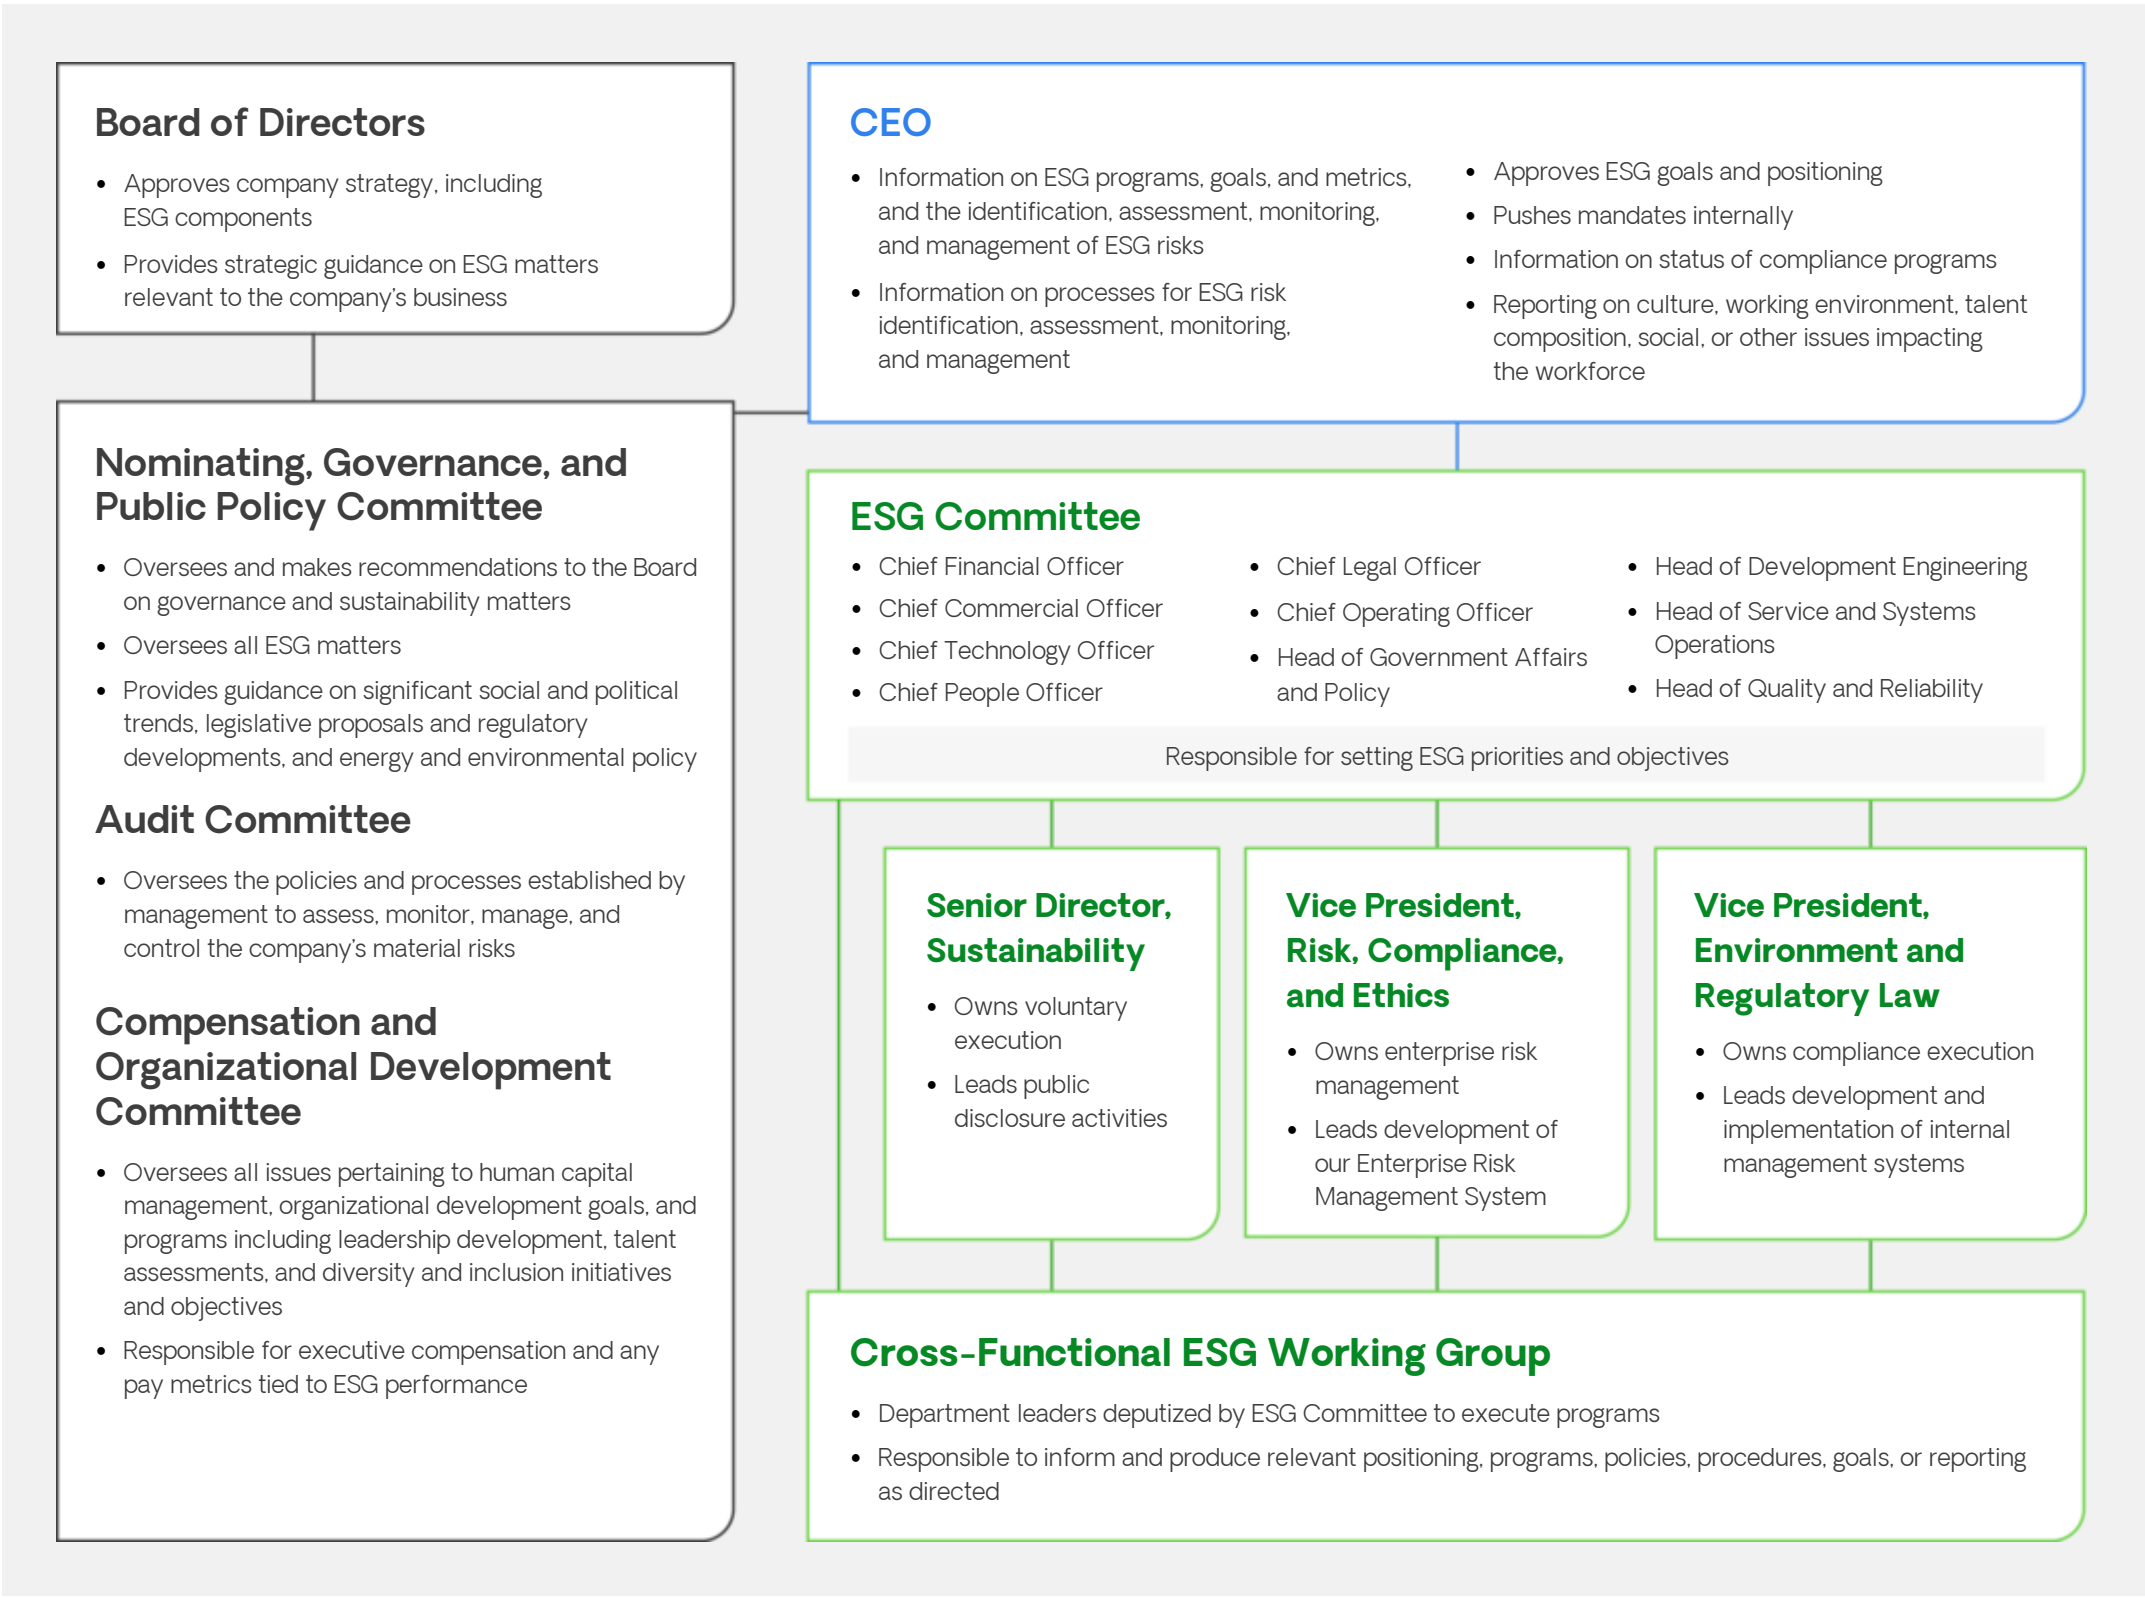 Board of Directors
• Approves company strategy, including
ESG components
• Provides strategic guidance on ESG matters
relevant to the company's business
Nominating, Governance, and
Public Policy Committee
• Oversees and makes recommendations to the Board
on governance and sustainability matters
• Oversees all ESG matters
• Provides guidance on significant social and political
trends, legislative proposals and regulatory
developments, and energy and environmental policy
Audit Committee
• Oversees the policies and processes established by
management to assess, monitor, manage, and
control the company's material risks
Compensation and
Organizational Development
Committee
• Oversees all issues pertaining to human capital
management, organizational development goals, and
programs including leadership development, talent
assessments, and diversity and inclusion initiatives
and objectives
• Responsible for executive compensation and any
pay metrics tied to ESG performance
CEO
• Information on ESG programs, goals, and metrics,
and the identification, assessment, monitoring,
and management of ESG risks
• Information on processes for ESG risk
identification, assessment, monitoring,
and management
• Approves ESG goals and positioning
• Pushes mandates internally
• Information on status of compliance programs
• Reporting on culture, working environment, talent
composition, social, or other issues impacting
the workforce
ESG Committee
• Chief Financial Officer
• Chief Commercial Officer
• Chief Technology Officer
• Chief People Officer
• Chief Legal Officer
• Chief Operating Officer
• Head of Government Affairs
and Policy
• Head of Development Engineering
• Head of Service and Systems
Operations
• Head of Quality and Reliability
Responsible for setting ESG priorities and objectives
Senior Director,
Sustainability
• Owns voluntary
execution
• Leads public
disclosure activities
Vice President,
Risk, Compliance,
and Ethics
• Owns enterprise risk
management
• Leads development of
our Enterprise Risk
Management System
Vice President,
Environment and
Regulatory Law
• Owns compliance execution
• Leads development and
implementation of internal
management systems
Cross-Functional ESG Working Group
• Department leaders deputized by ESG Committee to execute programs
• Responsible to inform and produce relevant positioning, programs, policies, procedures, goals, or reporting
as directed